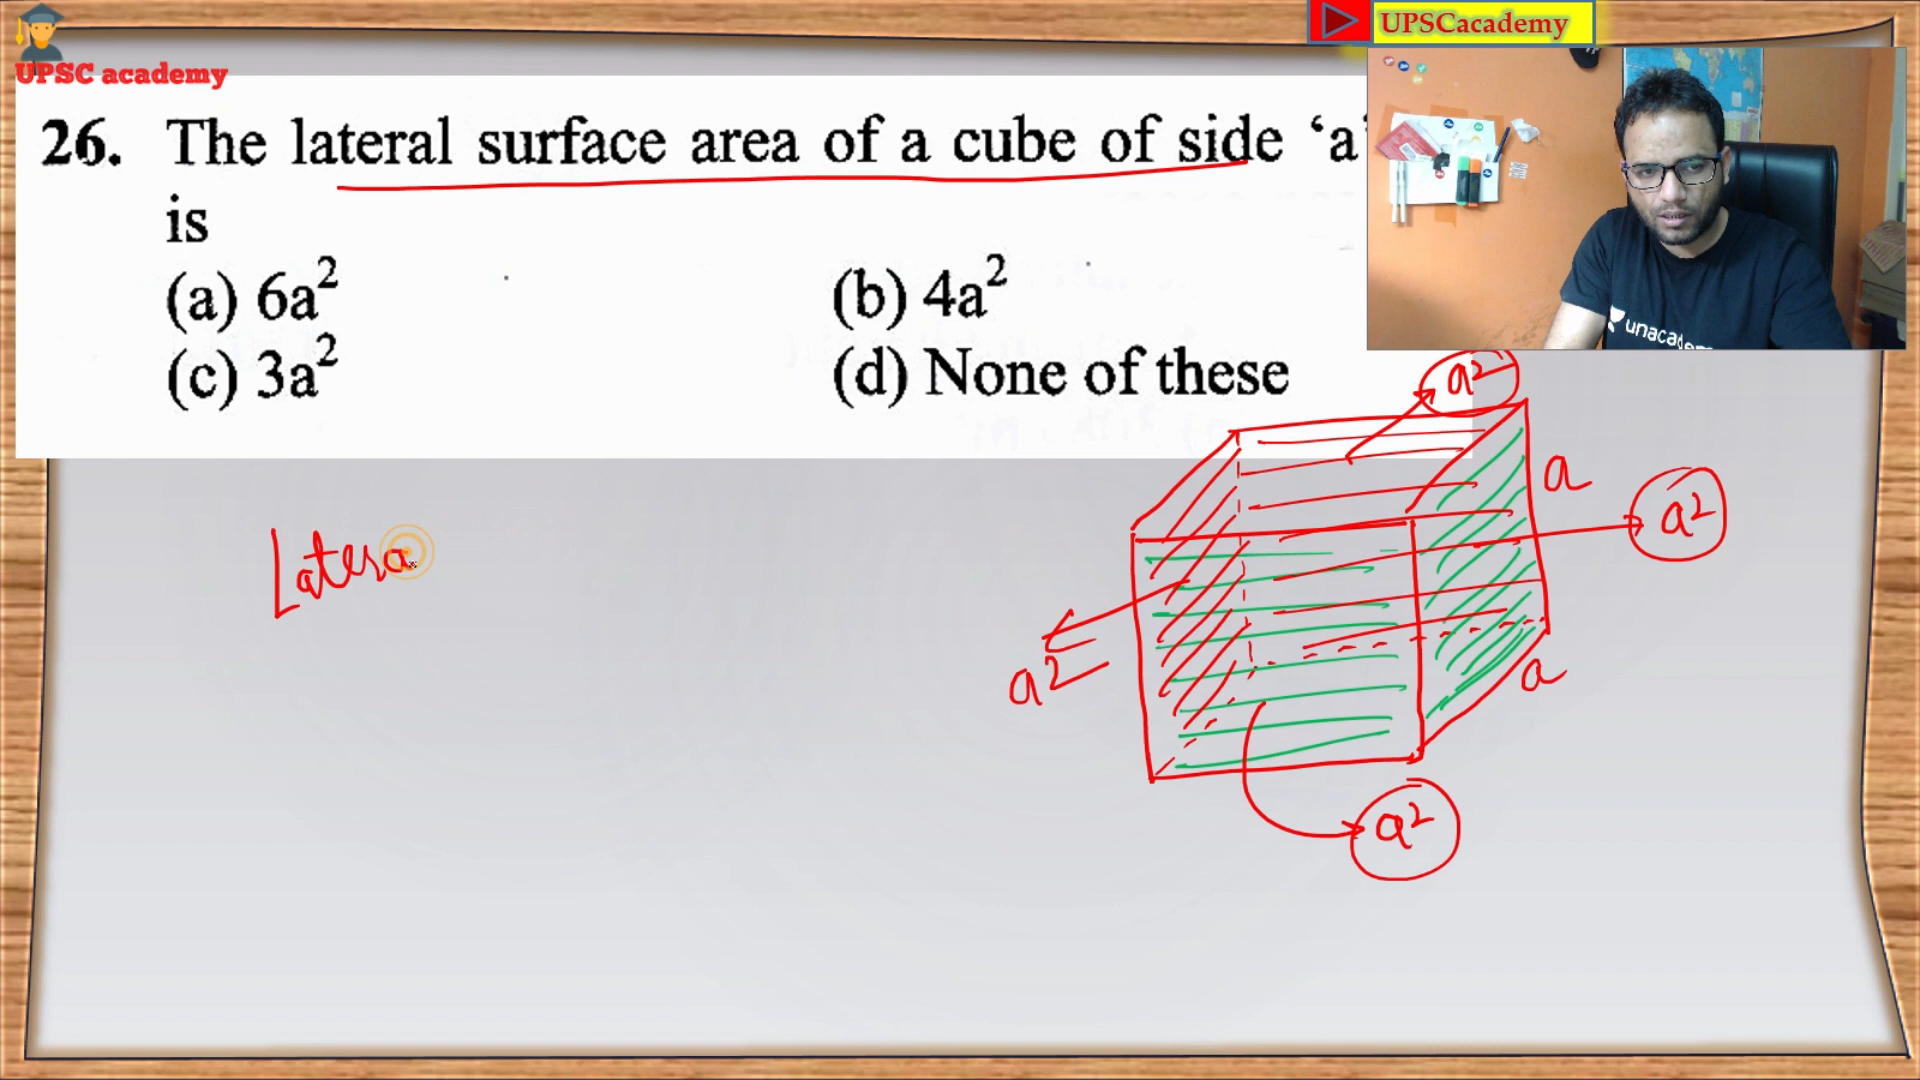 UPSCacademy
UPSC academy
26. The lateral surface area of a cube of side ‘a’
is
(a) 6a² (b) 4a²
(c) 3a² (d) None of these
a²
a
a²
Latera
a²
a
a²
unacadem